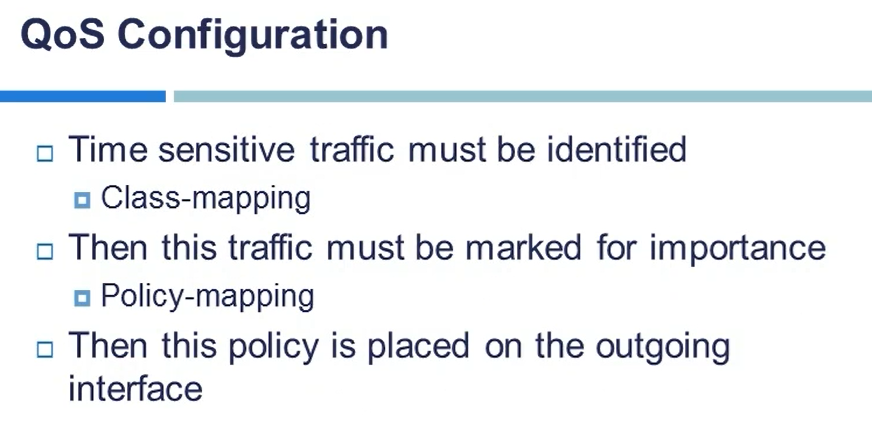 QoS Configuration
Time sensitive traffic must be identified
Class-mapping
Then this traffic must be marked for importance
Policy-mapping
Then this policy is placed on the outgoing
interface